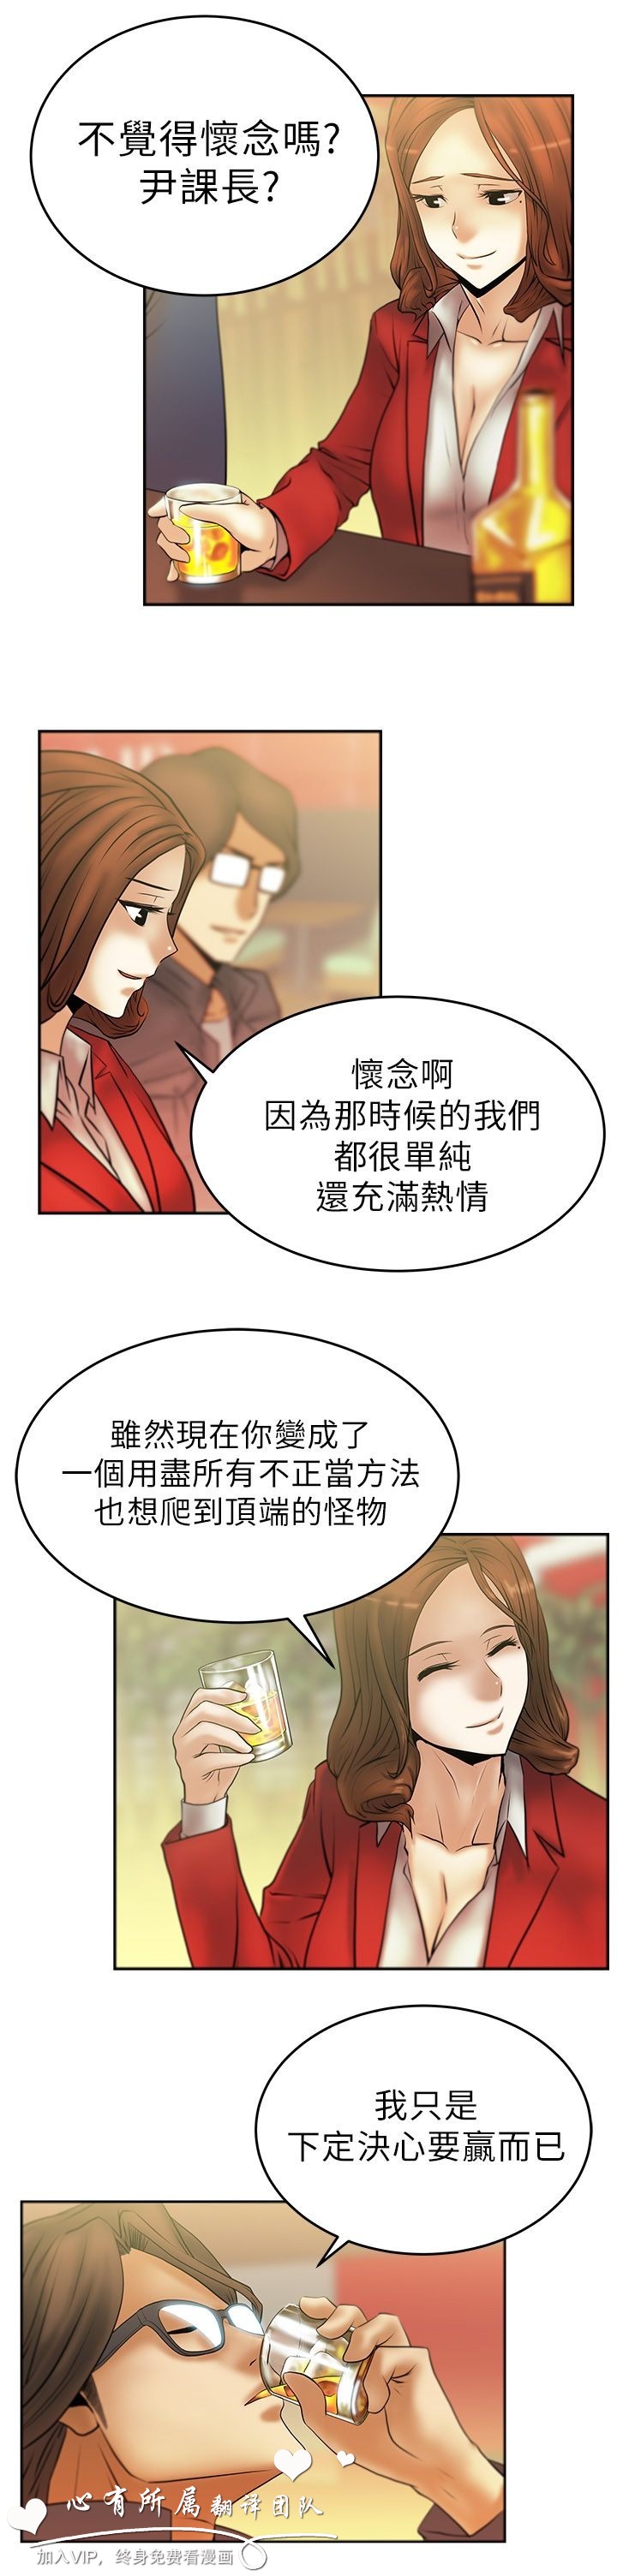 不覺得懷念嗎?
尹課長?
懷念啊
因為那時候的我們
都很單純
還充滿熱情
雖然現在你變成了
一個用盡所有不正當方法
也想爬到頂端的怪物
我只是
下定決心要贏而已
心有所属翻译团队
加入VIP，终身免费看漫画